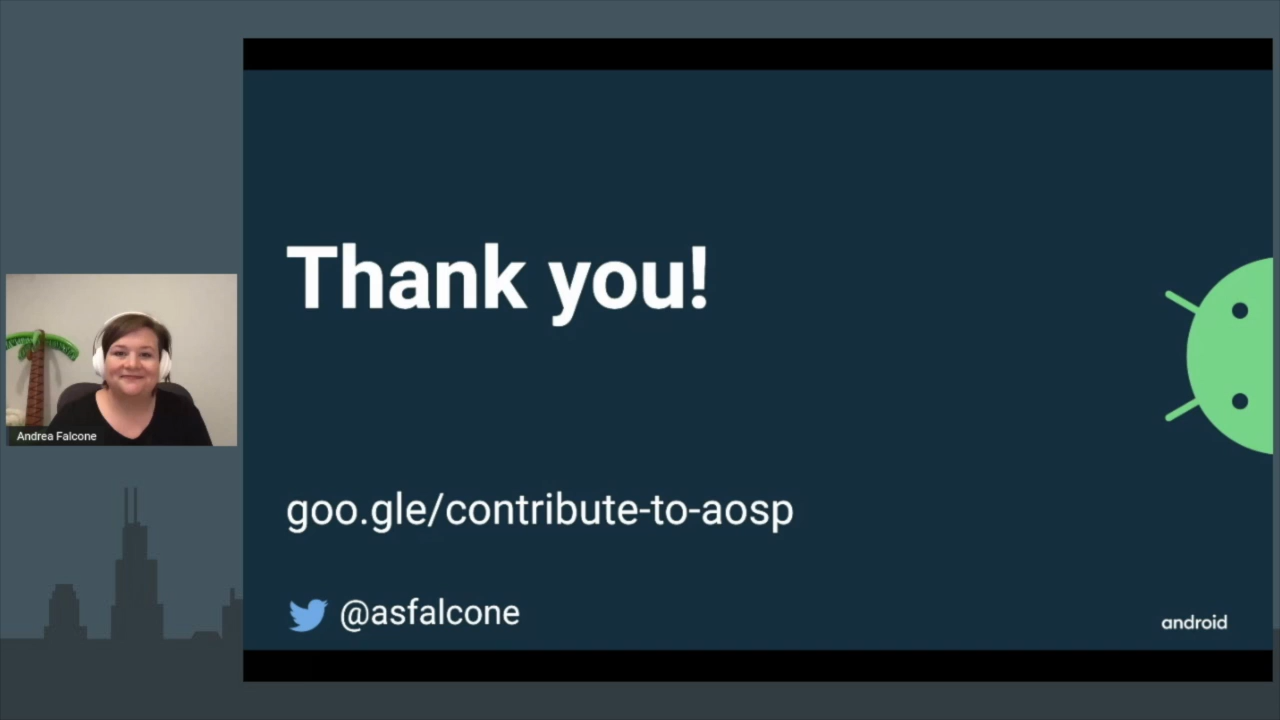 Thank you!
goo.gle/contribute-to-aosp
@asfalcone
android
Andrea Falcone